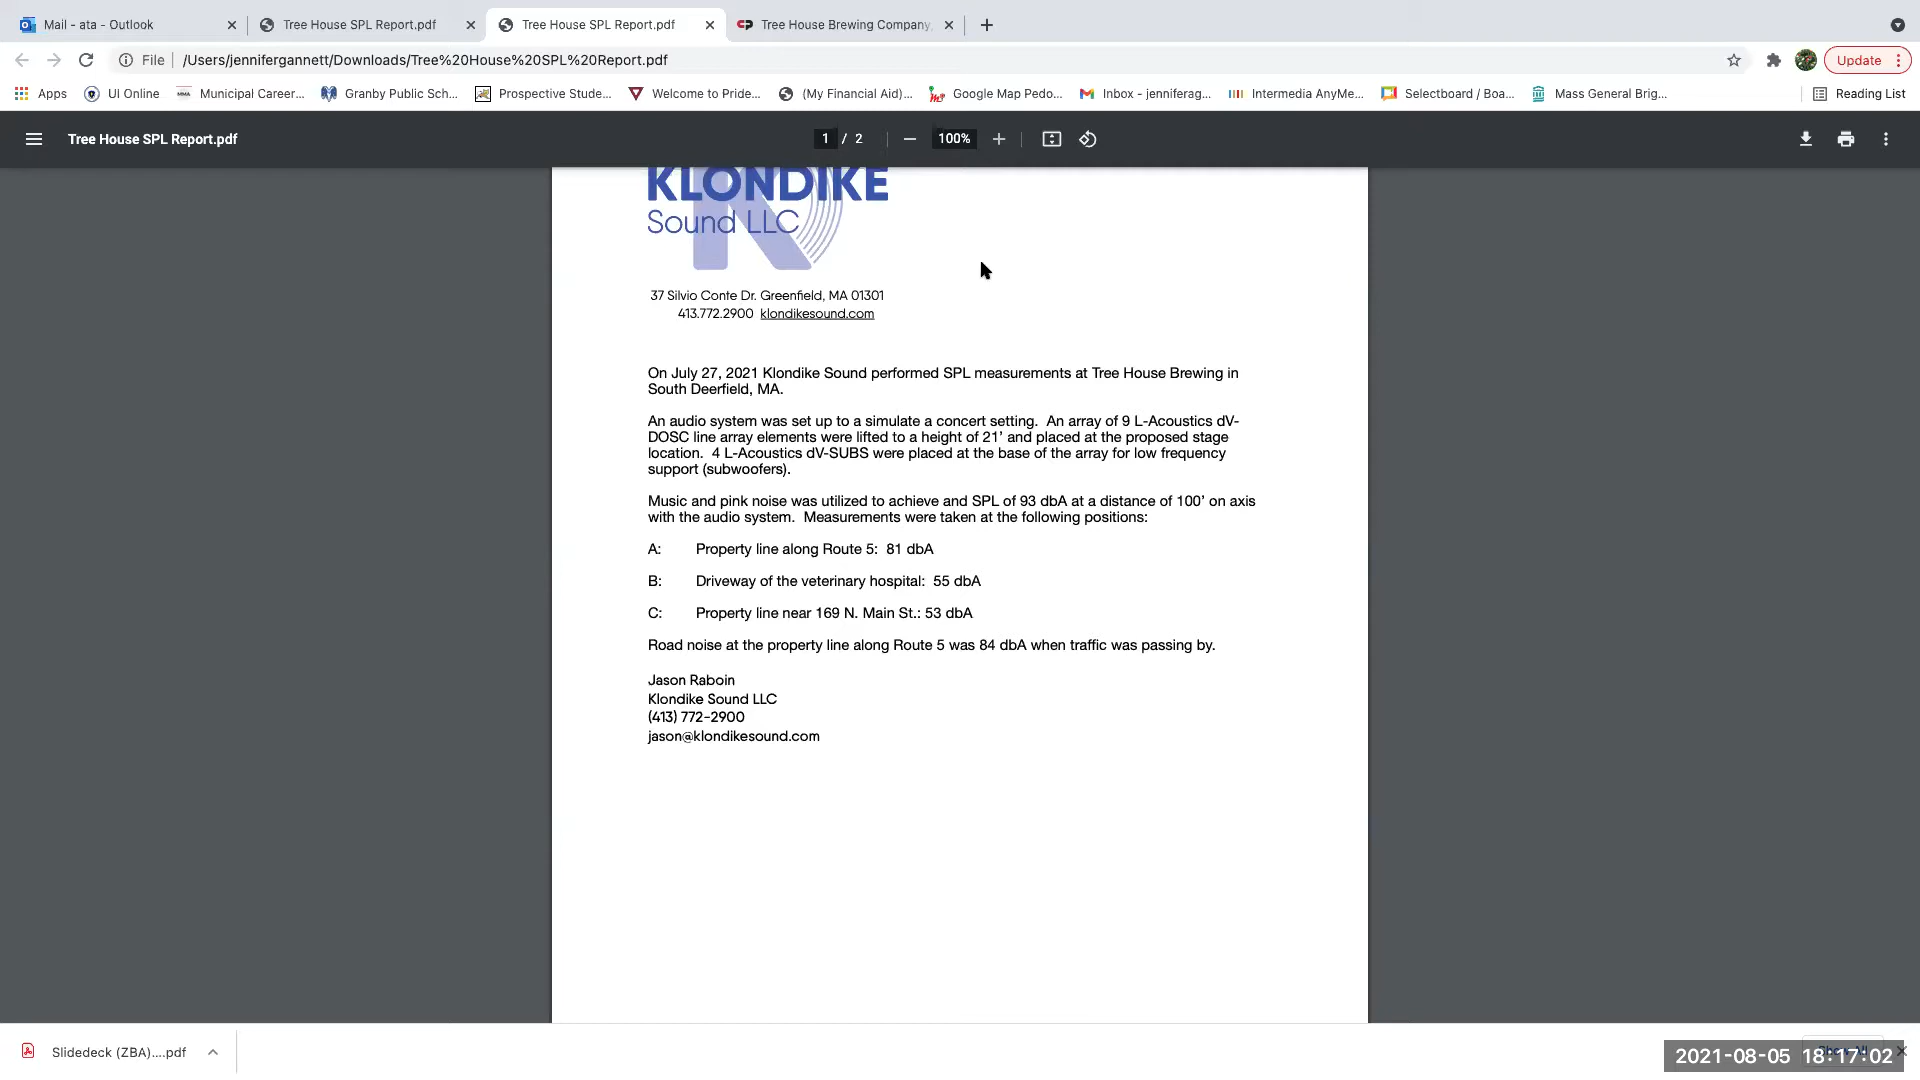 Mail - ata - Outlook
Tree House SPL Report.pdf
Tree House SPL Report.pdf
Tree House Brewing Company,
File /Users/jennifergannett/Downloads/Tree%20House%20SPL%20Report.pdf
Update
Apps
UI Online
Municipal Career...
Granby Public Sch...
Prospective Stude...
Welcome to Pride...
(My Financial Aid)...
Google Map Pedo...
Inbox - jenniferag...
Intermedia AnyMe...
Selectboard / Boa...
Mass General Brig...
Reading List
Tree House SPL Report.pdf
1 / 2
100%
KLONDIKE
Sound LLC
37 Silvio Conte Dr. Greenfield, MA 01301
413.772.2900 klondikesound.com
On July 27, 2021 Klondike Sound performed SPL measurements at Tree House Brewing in
South Deerfield, MA.
An audio system was set up to a simulate a concert setting. An array of 9 L-Acoustics dV-
DOSC line array elements were lifted to a height of 21’ and placed at the proposed stage
location. 4 L-Acoustics dV-SUBS were placed at the base of the array for low frequency
support (subwoofers).
Music and pink noise was utilized to achieve and SPL of 93 dbA at a distance of 100’ on axis
with the audio system. Measurements were taken at the following positions:
A: Property line along Route 5: 81 dbA
B: Driveway of the veterinary hospital: 55 dbA
C: Property line near 169 N. Main St.: 53 dbA
Road noise at the property line along Route 5 was 84 dbA when traffic was passing by.
Jason Raboin
Klondike Sound LLC
(413) 772-2900
jason@klondikesound.com
Slidedeck (ZBA)....pdf
2021-08-05 18:17:02